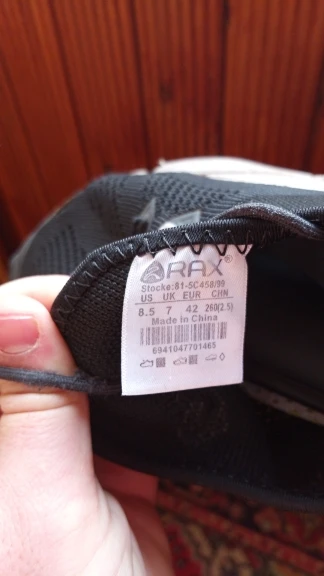 RAX
Stocke:81-5C458/99
US UK EUR CHN
8.5 7 42 260(2.5)
Made in China
6941047701465